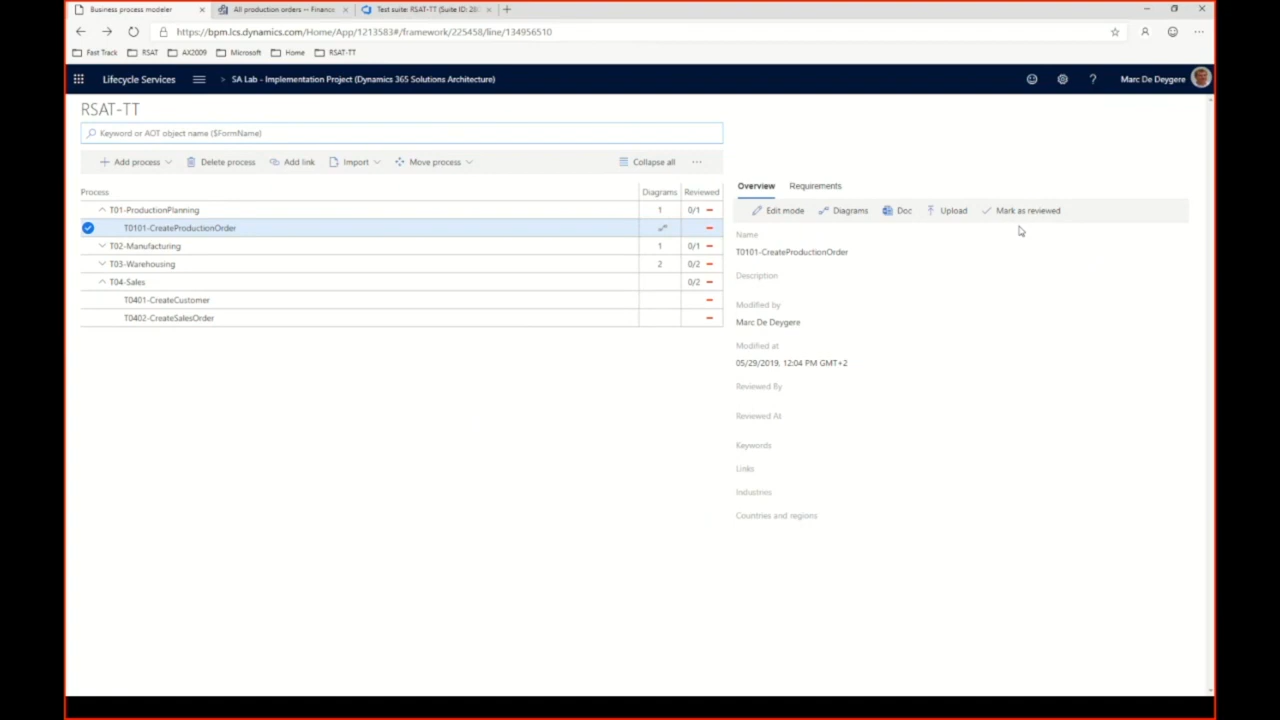 Business process modeler
All production orders -- Finance
Test suite: RSAT-TT (Suite ID: 
https://bpm.lcs.dynamics.com/Home/App/1213583#/framework/225458/line/134956510
Fast Track RSAT AX2009 Microsoft Home RSAT-TT
Lifecycle Services > SA Lab - Implementation Project (Dynamics 365 Solutions Architecture) ? Marc De Deygere
RSAT-TT
Keyword or AOT object name ($FormName)
Add process Delete process Add link Import Move process Collapse all ...
Overview Requirements
Process Diagrams Reviewed
T01-ProductionPlanning 1 0/1
T0101-CreateProductionOrder
T02-Manufacturing 1 0/1
T03-Warehousing 2 0/2
T04-Sales 0/2
T0401-CreateCustomer
T0402-CreateSalesOrder
Edit mode Diagrams Doc Upload Mark as reviewed
Name
T0101-CreateProductionOrder
Description
Modified by
Marc De Deygere
Modified at
05/29/2019, 12:04 PM GMT+2
Reviewed By
Reviewed At
Keywords
Links
Industries
Countries and regions